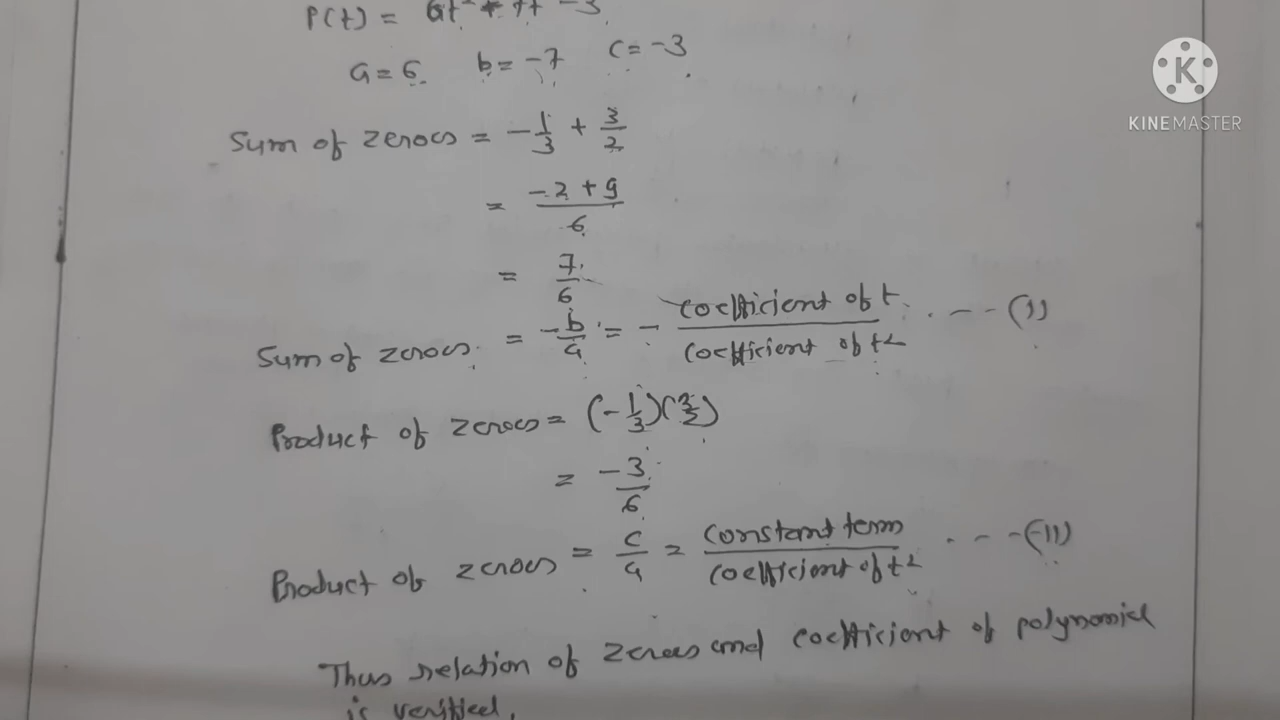 P(t) = 6t² - 7t - 3
a = 6 b = -7 c = -3
Sum of zeroes = -1/3 + 3/2
= -2 + 9 / 6
= 7/6
Sum of zeroes = -b/a = - coefficient of t / coefficient of t² ---- (I)
Product of zeroes = (-1/3)(3/2)
= -3/6
Product of zeroes = c/a = constant term / coefficient of t² ---- (II)
Thus relation of zeroes and coefficient of polynomial
is verified.
KINEMASTER